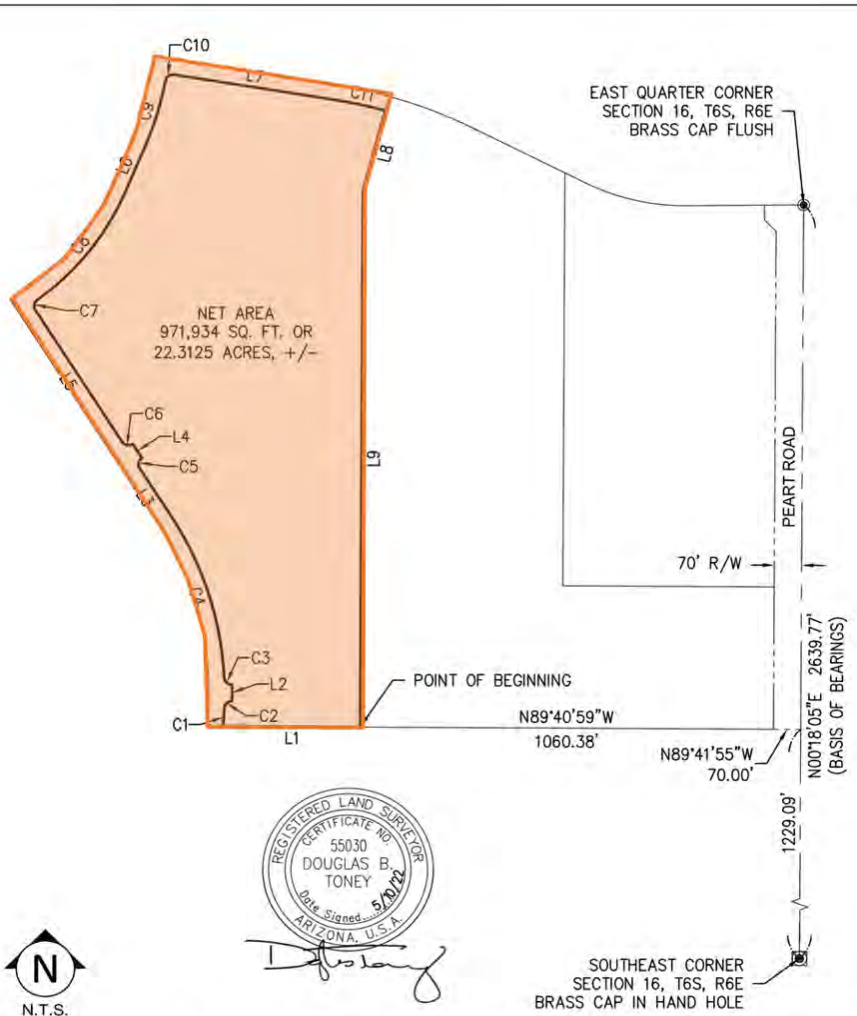 C10
L7
C11
C9
L6
L8
EAST QUARTER CORNER
SECTION 16, T6S, R6E
BRASS CAP FLUSH
C8
C7
NET AREA
971,934 SQ. FT. OR
22.3125 ACRES, +/-
L5
C6
L4
C5
L3
L9
PEART ROAD
70' R/W
C4
C3
L2
C2
C1
L1
POINT OF BEGINNING
N89°40'59"W
1060.38'
N89°41'55"W
70.00'
N00°18'05"E 2639.77'
(BASIS OF BEARINGS)
1229.09'
REGISTERED LAND SURVEYOR
CERTIFICATE NO.
55030
DOUGLAS B.
TONEY
Date Signed 5/10/22
ARIZONA, U.S.A.
N
N.T.S.
SOUTHEAST CORNER
SECTION 16, T6S, R6E
BRASS CAP IN HAND HOLE